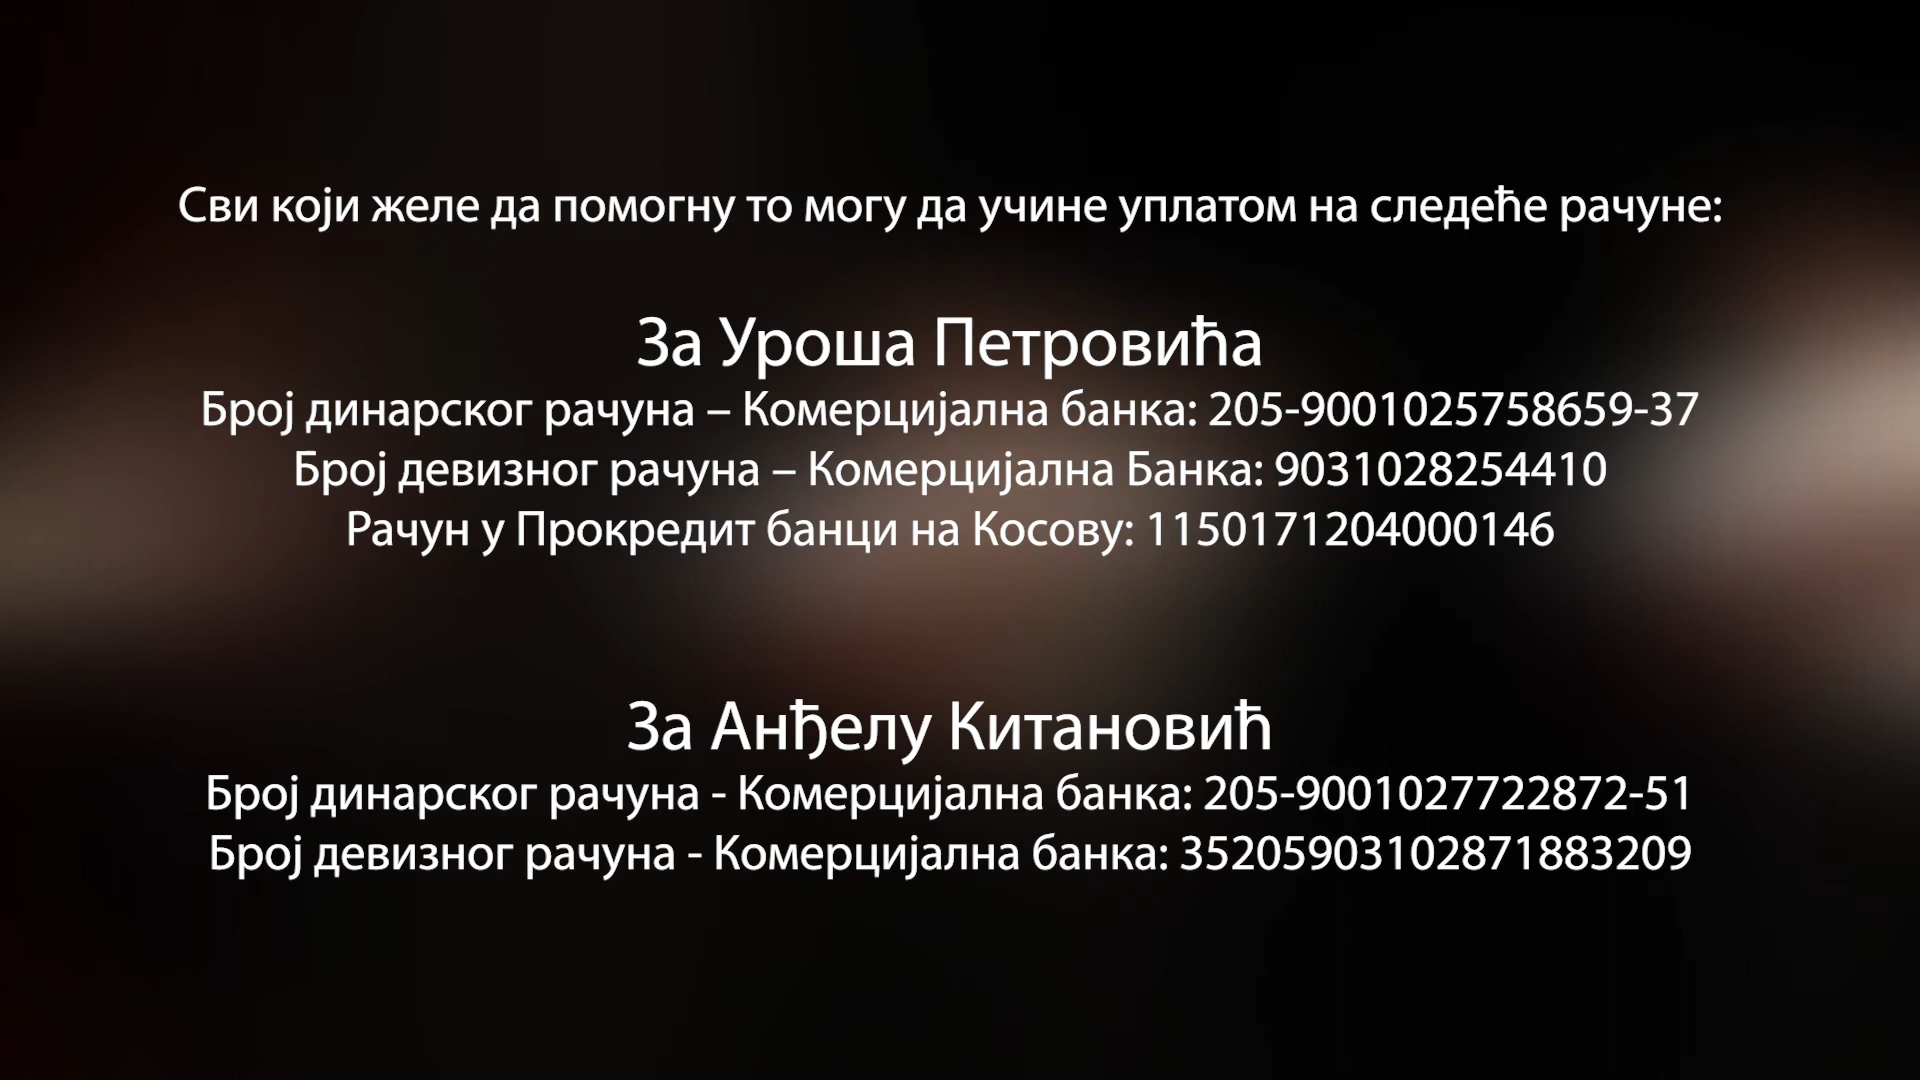 Сви који желе да помогну то могу да учине уплатом на следеће рачуне:
За Уроша Петровића
Број динарског рачуна – Комерцијална банка: 205-9001025758659-37
Број девизног рачуна – Комерцијална Банка: 9031028254410
Рачун у Прокредит банци на Косову: 1150171204000146
За Анђелу Китановић
Број динарског рачуна - Комерцијална банка: 205-9001027722872-51
Број девизног рачуна - Комерцијална банка: 35205903102871883209